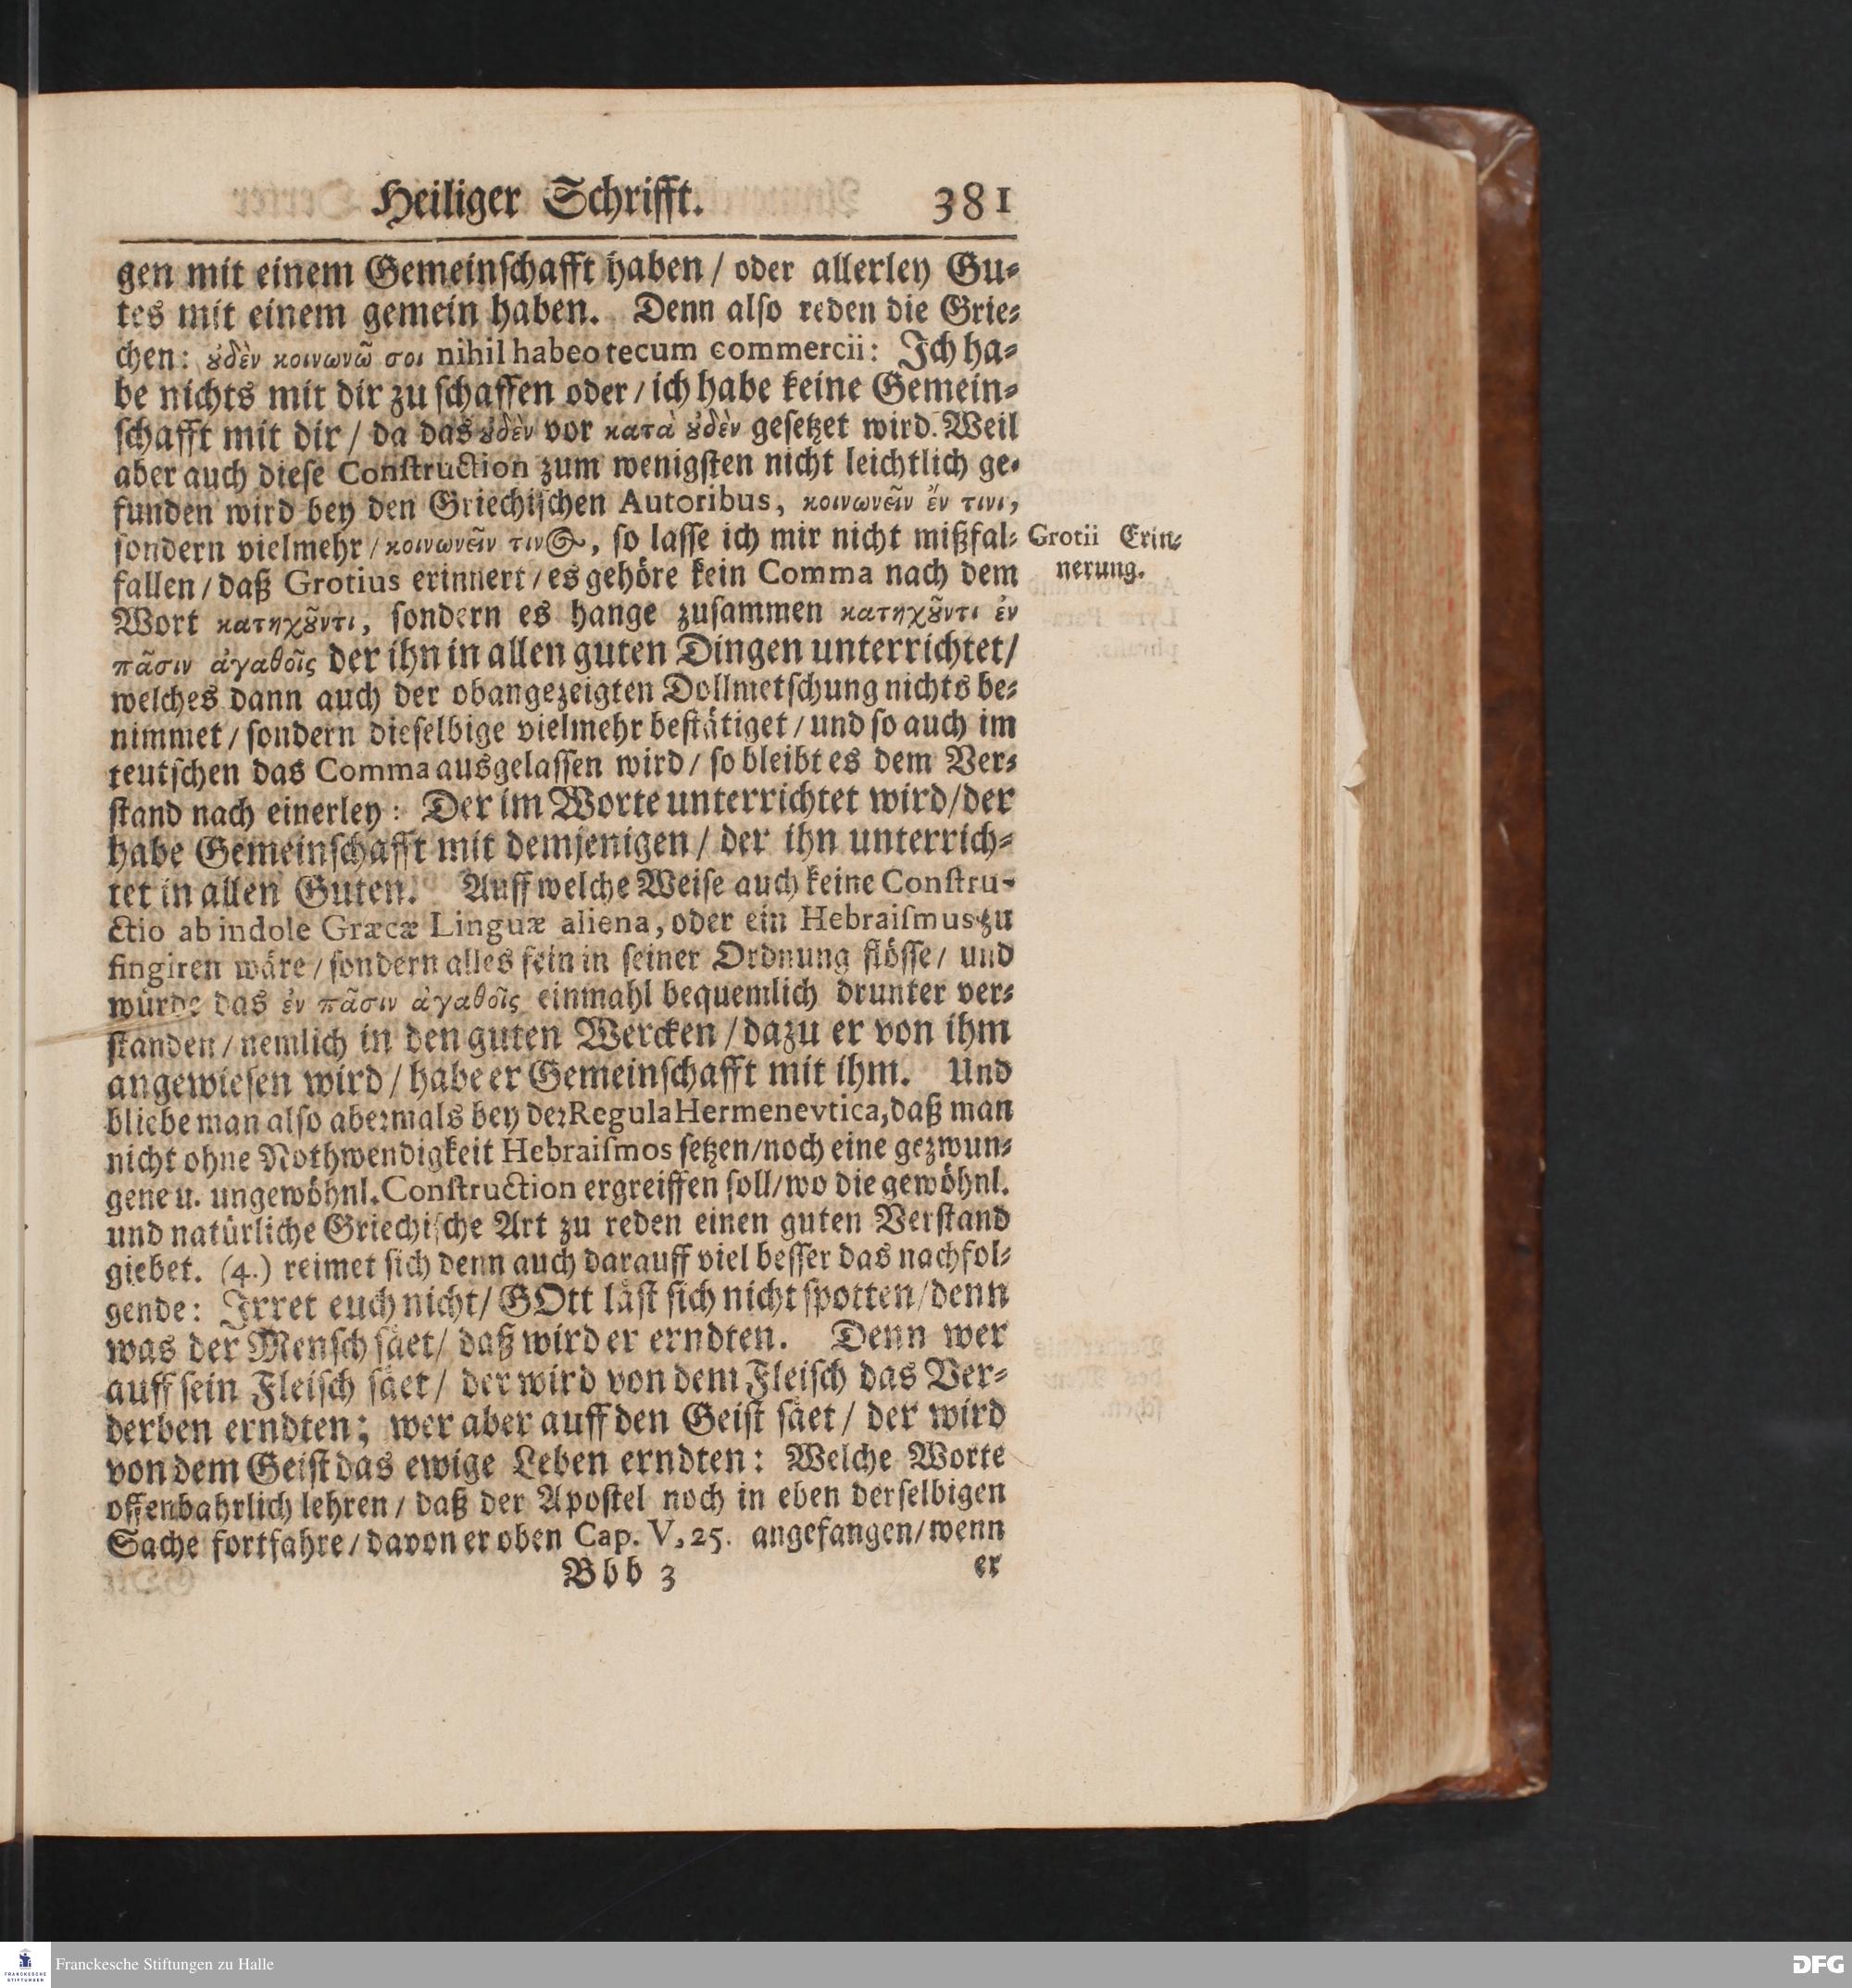 Heiliger Schrifft. 381
gen mit einem Gemeinschafft haben / oder allerley Gu-
tes mit einem gemein haben. Denn also reden die Grie-
chen: ȣ̓δὲν κοινωνῶ σοι nihil habeo tecum commercii: Ich ha-
be nichts mit dir zu schaffen oder / ich habe keine Gemein-
schafft mit dir / da das ȣ̓δὲν vor κατὰ ȣ̓δὲν gesetzet wird. Weil
aber auch diese Construction zum wenigsten nicht leichtlich ge-
funden wird bey den Griechischen Autoribus, κοινωνεῖν ἔν τινι,
sondern vielmehr / κοινωνεῖν τινος, so lasse ich mir nicht mißfal-
Grotii Erin-
nerung.
fallen / daß Grotius erinnert / es gehöre kein Comma nach dem
Wort κατηχȣ͂ντι, sondern es hange zusammen κατηχȣ͂ντι ἐν
πᾶσιν ἀγαθοῖς der ihn in allen guten Dingen unterrichtet /
welches dann auch der obangezeigten Dollmetschung nichts be-
nimmet / sondern dieselbige vielmehr bestätiget / und so auch im
teutschen das Comma ausgelassen wird / so bleibt es dem Ver-
stand nach einerley: Der im Worte unterrichtet wird / der
habe Gemeinschafft mit demjenigen / der ihn unterrich-
tet in allen Guten. Auff welche Weise auch keine Constru-
ctio ab indole Græcæ Linguæ aliena, oder ein Hebraismus zu
fingiren wäre / sondern alles fein in seiner Ordnung flösse / und
würde das ἐν πᾶσιν ἀγαθοῖς einmahl bequemlich drunter ver-
standen / nemlich in den guten Wercken / dazu er von ihm
angewiesen wird / habe er Gemeinschafft mit ihm. Und
bliebe man also abermals bey der Regula Hermenevtica, daß man
nicht ohne Nothwendigkeit Hebraismos setzen / noch eine gezwun-
gene u. ungewöhnl. Construction ergreiffen soll / wo die gewöhnl.
und natürliche Griechische Art zu reden einen guten Verstand
giebet. (4.) reimet sich denn auch darauff viel besser das nachfol-
gende: Irret euch nicht / GOtt läst sich nicht spotten / denn
was der Mensch säet / daß wird er erndten. Denn wer
auff sein Fleisch säet / der wird von dem Fleisch das Ver-
derben erndten; wer aber auff den Geist säet / der wird
von dem Geist das ewige Leben erndten: Welche Worte
offenbahrlich lehren / daß der Apostel noch in eben derselbigen
Sache fortfahre / davon er oben Cap. V, 25. angefangen / wenn
Bbb 3 er
Franckesche Stiftungen zu Halle
DFG